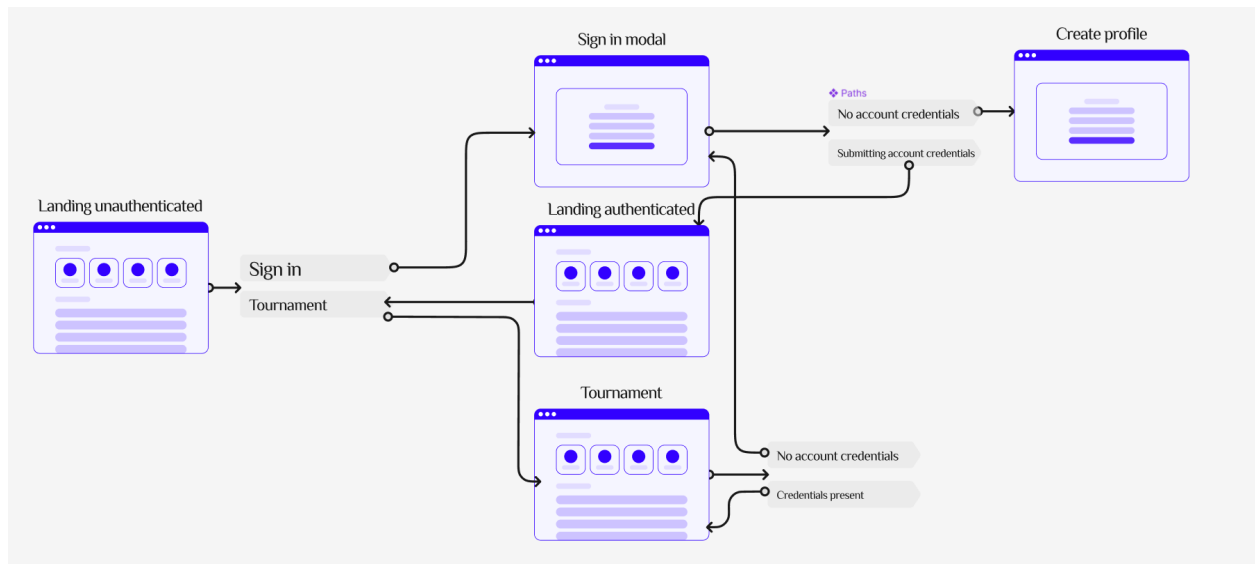 Sign in modal
Create profile
Paths
No account credentials
Submitting account credentials
Landing unauthenticated
Landing authenticated
Sign in
Tournament
Tournament
No account credentials
Credentials present